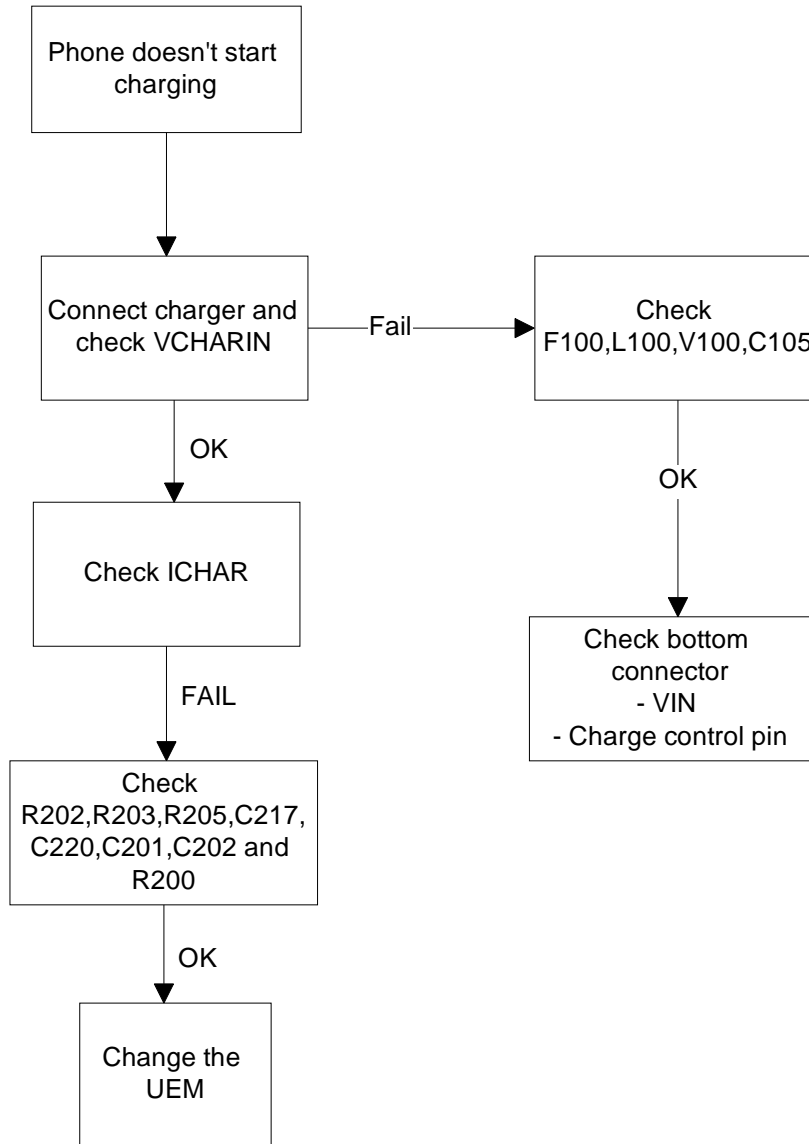 Phone doesn't start
charging
Connect charger and
check VCHARIN
Fail
Check
F100,L100,V100,C105
OK
OK
Check ICHAR
Check bottom
connector
- VIN
- Charge control pin
FAIL
Check
R202,R203,R205,C217,
C220,C201,C202 and
R200
OK
Change the
UEM